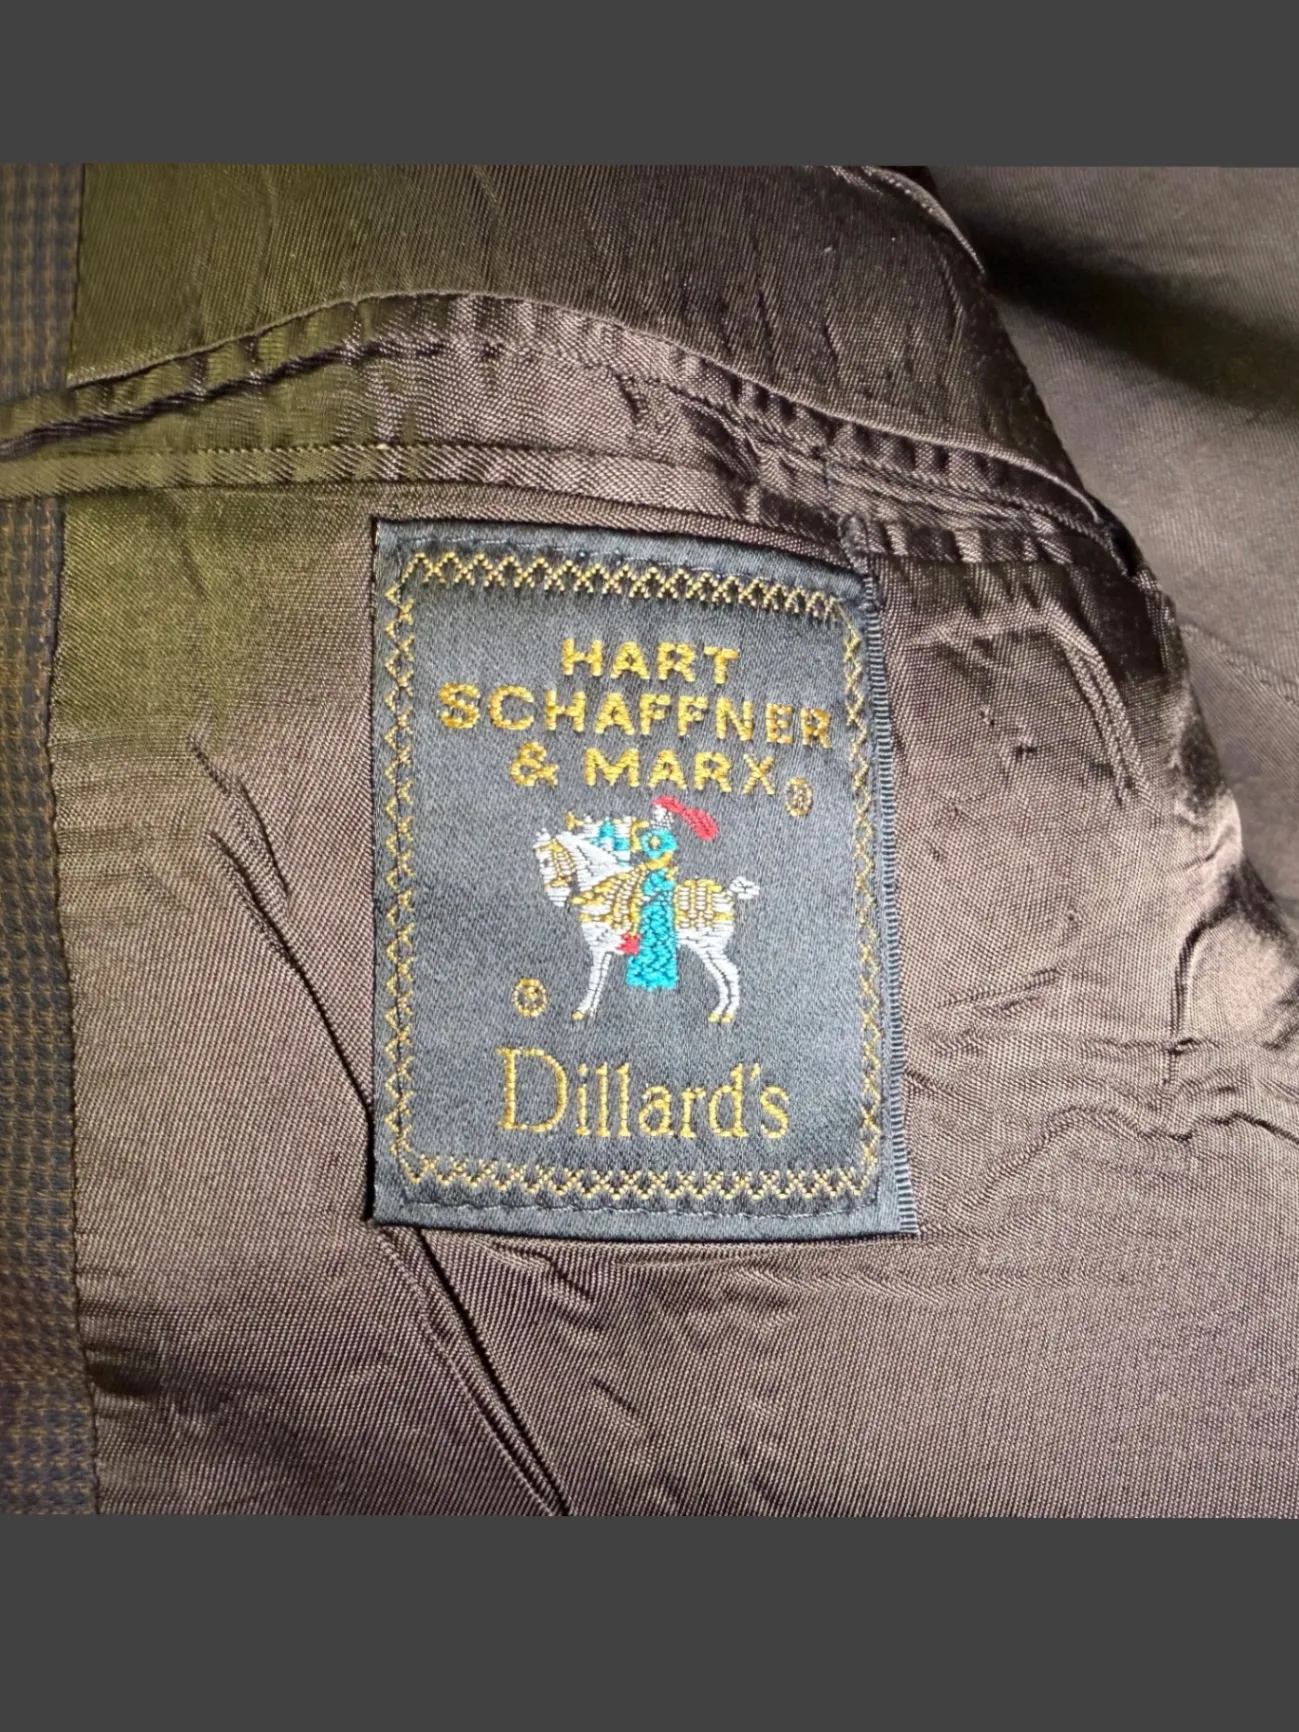 HART
SCHAFFNER
& MARX®
©
Dillard's